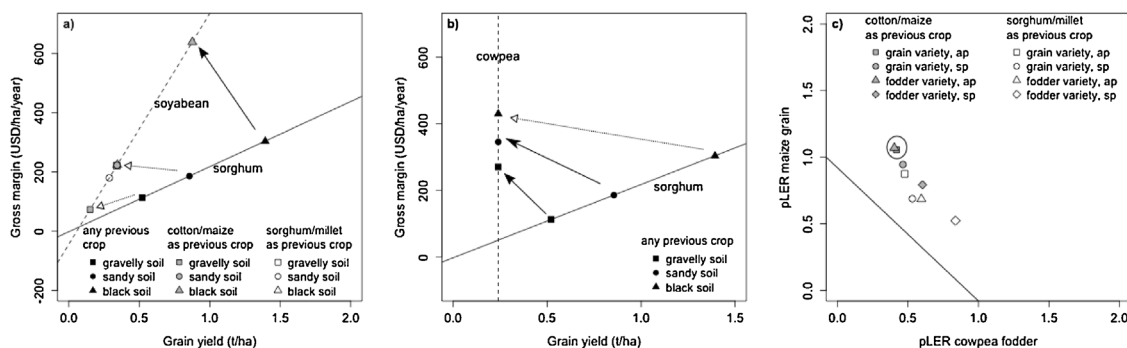 a)
Gross margin (USD/ha/year)
600
400
200
0
-200
soyabean
sorghum
any previous crop
gravelly soil
sandy soil
black soil
cotton/maize as previous crop
gravelly soil
sandy soil
black soil
sorghum/millet as previous crop
gravelly soil
sandy soil
black soil
0.0 0.5 1.0 1.5 2.0
Grain yield (t/ha)
b)
Gross margin (USD/ha/year)
600
400
200
0
cowpea
sorghum
any previous crop
gravelly soil
sandy soil
black soil
0.0 0.5 1.0 1.5
Grain yield (t/ha)
c)
pLER maize grain
2.0
1.5
1.0
0.5
0.0
cotton/maize
as previous crop
grain variety, ap
grain variety, sp
fodder variety, ap
fodder variety, sp
sorghum/millet
as previous crop
grain variety, ap
grain variety, sp
fodder variety, ap
fodder variety, sp
0.0 0.5 1.0 1.5 2.0
pLER cowpea fodder